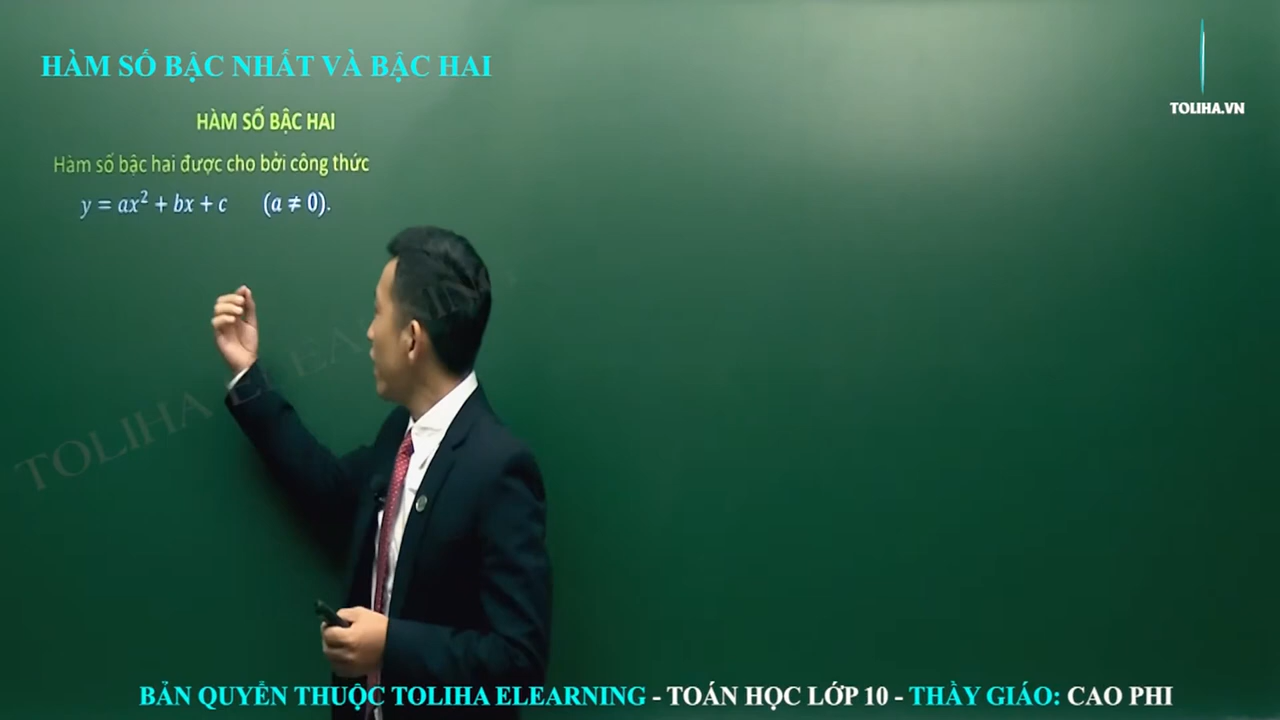 HÀM SỐ BẬC NHẤT VÀ BẬC HAI
TOLIHA.VN
HÀM SỐ BẬC HAI
Hàm số bậc hai được cho bởi công thức
y = ax² + bx + c (a ≠ 0).
TOLIHA ELEARNING
BẢN QUYỀN THUỘC TOLIHA ELEARNING - TOÁN HỌC LỚP 10 - THẦY GIÁO: CAO PHI